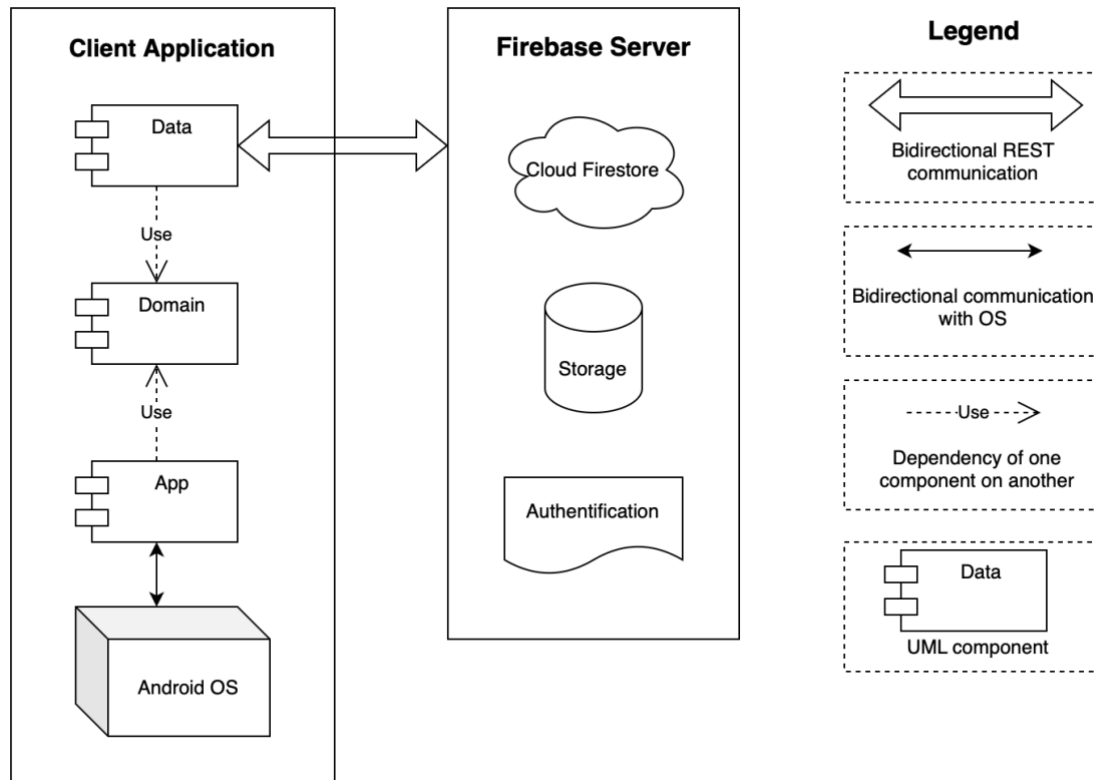 Client Application
Data
Use
Domain
Use
App
Android OS
Firebase Server
Cloud Firestore
Storage
Authentification
Legend
Bidirectional REST
communication
Bidirectional communication
with OS
Use
Dependency of one
component on another
Data
UML component